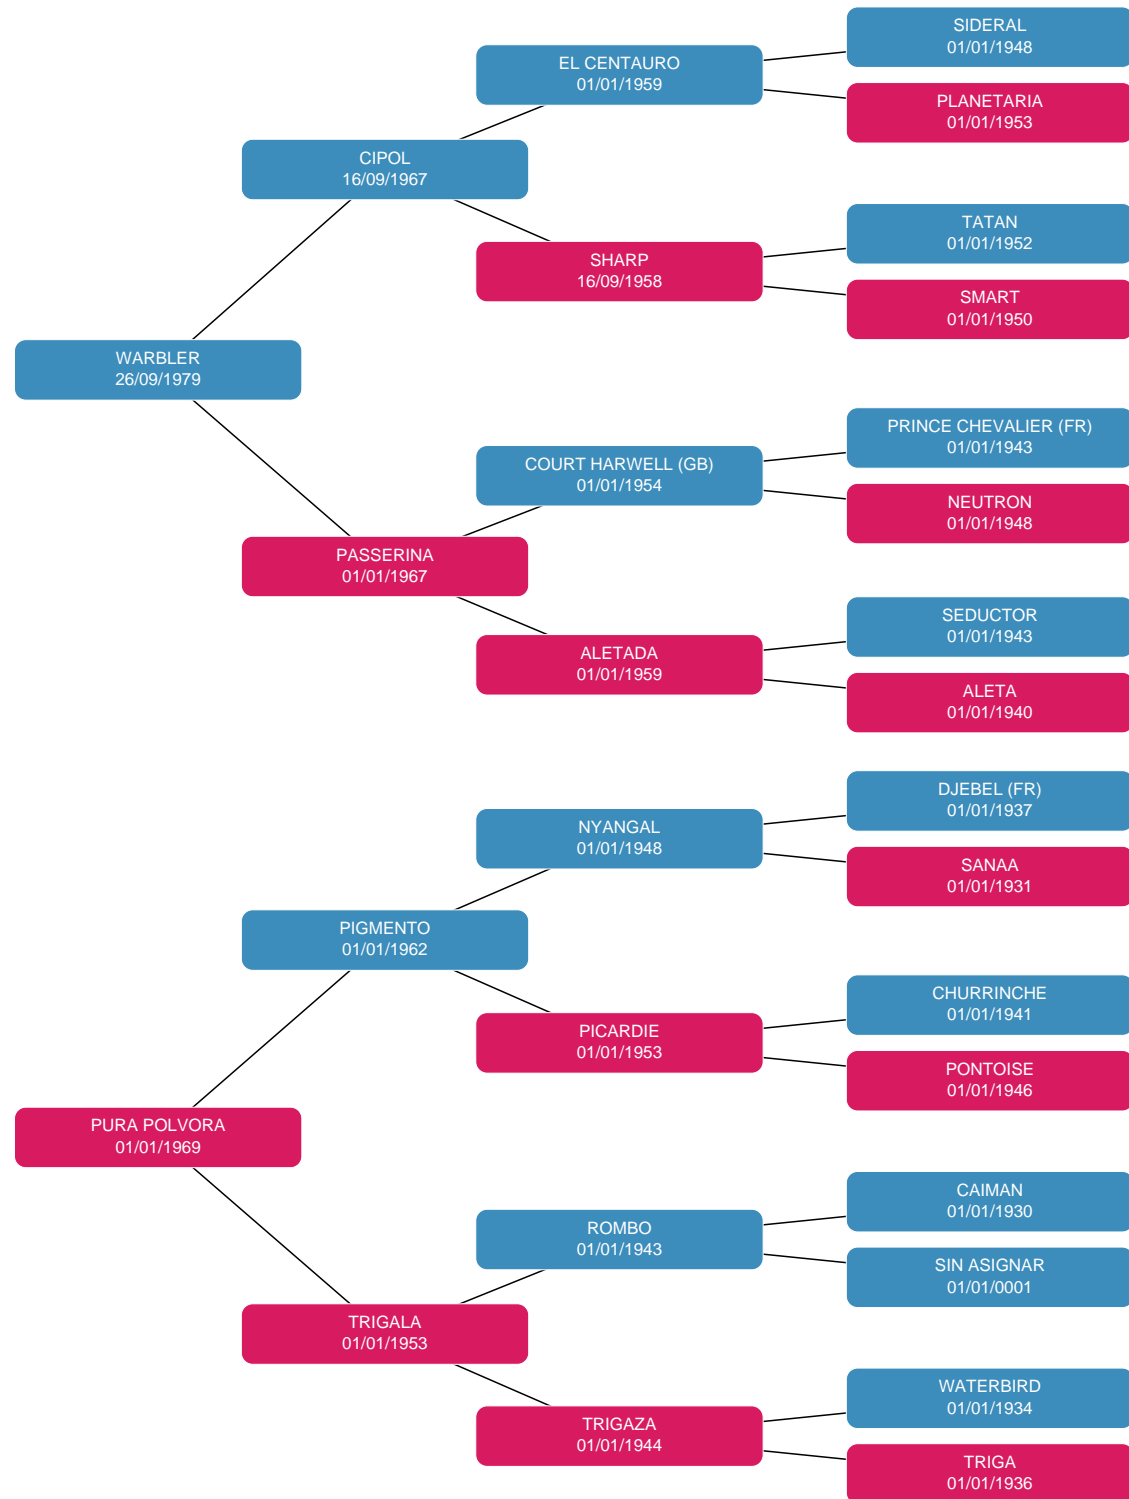 SIDERAL
01/01/1948
EL CENTAURO
01/01/1959
PLANETARIA
01/01/1953
CIPOL
16/09/1967
TATAN
01/01/1952
SHARP
16/09/1958
SMART
01/01/1950
WARBLER
26/09/1979
PRINCE CHEVALIER (FR)
01/01/1943
COURT HARWELL (GB)
01/01/1954
NEUTRON
01/01/1948
PASSERINA
01/01/1967
SEDUCTOR
01/01/1943
ALETADA
01/01/1959
ALETA
01/01/1940
DJEBEL (FR)
01/01/1937
NYANGAL
01/01/1948
SANAA
01/01/1931
PIGMENTO
01/01/1962
CHURRINCHE
01/01/1941
PICARDIE
01/01/1953
PONTOISE
01/01/1946
PURA POLVORA
01/01/1969
CAIMAN
01/01/1930
ROMBO
01/01/1943
SIN ASIGNAR
01/01/0001
TRIGALA
01/01/1953
WATERBIRD
01/01/1934
TRIGAZA
01/01/1944
TRIGA
01/01/1936